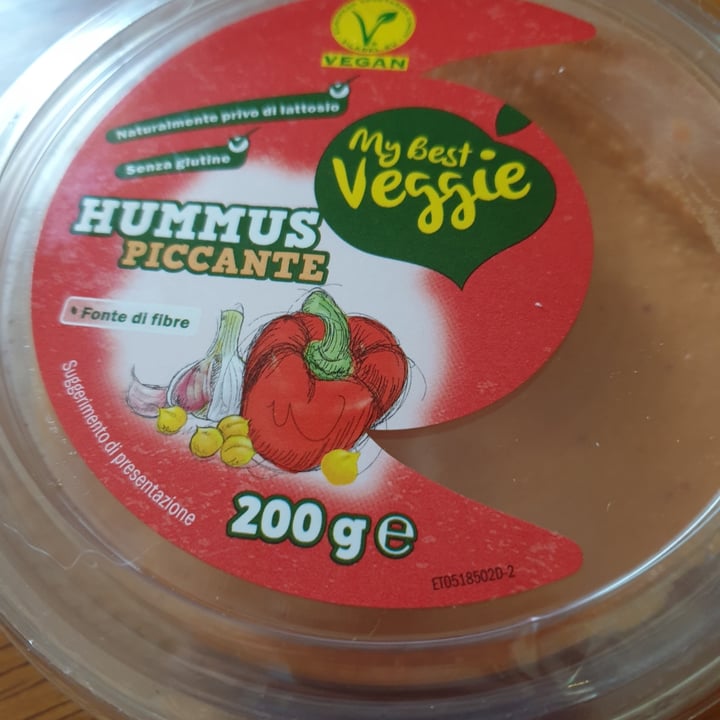 VEGAN
Naturalmente privo di lattosio
Senza glutine
My Best
Veggie
HUMMUS
PICCANTE
Fonte di fibre
Suggerimento di presentazione
200 g e
ET0518502D-2